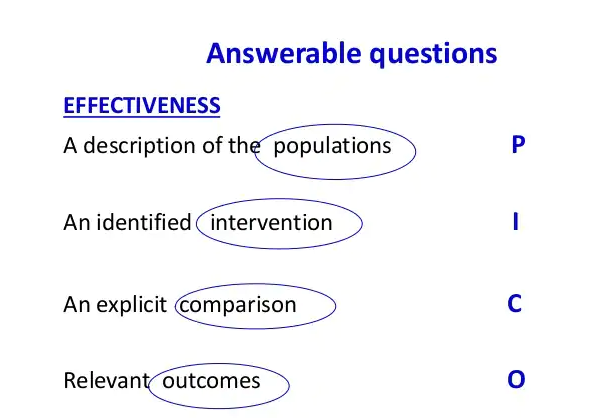 Answerable questions
EFFECTIVENESS
A description of the populations P
An identified intervention I
An explicit comparison C
Relevant outcomes O